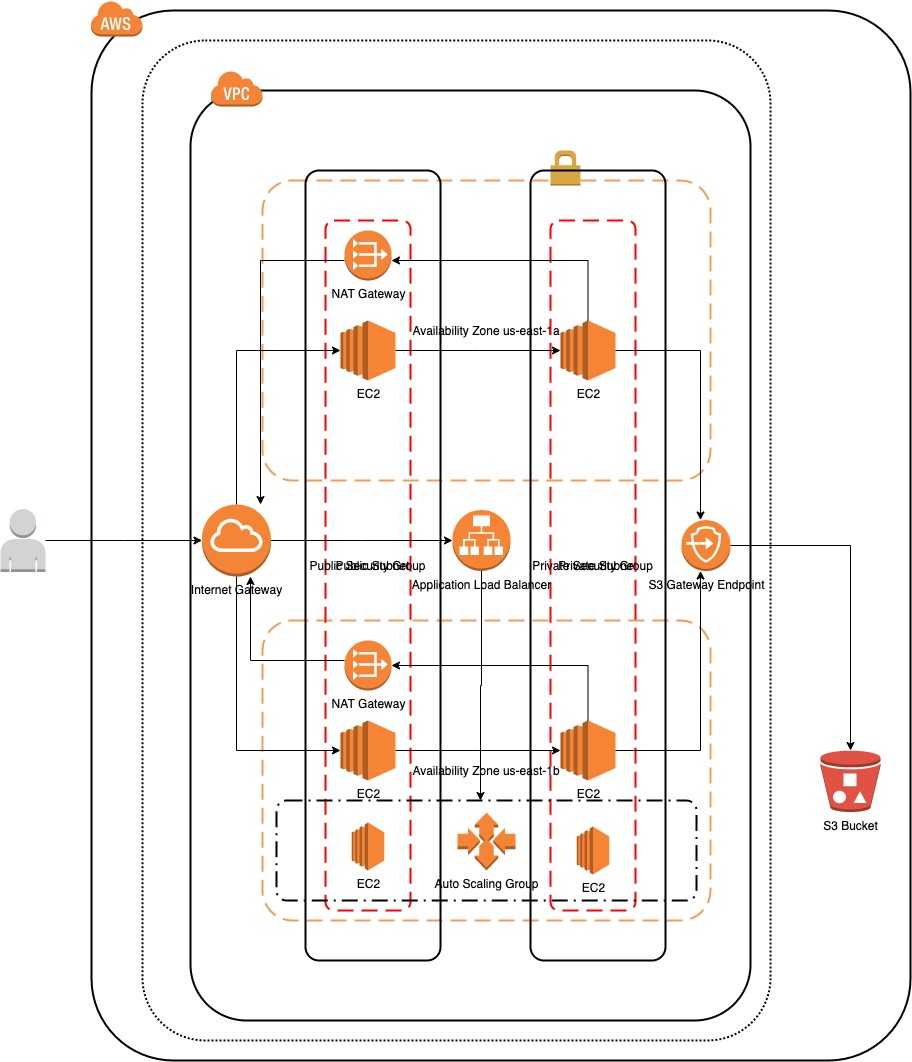 AWS
VPC
NAT Gateway
Availability Zone us-east-1a
EC2
EC2
Public Security Group
Public Subnet
Private Security Group
Private Subnet
Internet Gateway
Application Load Balancer
S3 Gateway Endpoint
NAT Gateway
Availability Zone us-east-1b
EC2
EC2
S3 Bucket
EC2
Auto Scaling Group
EC2